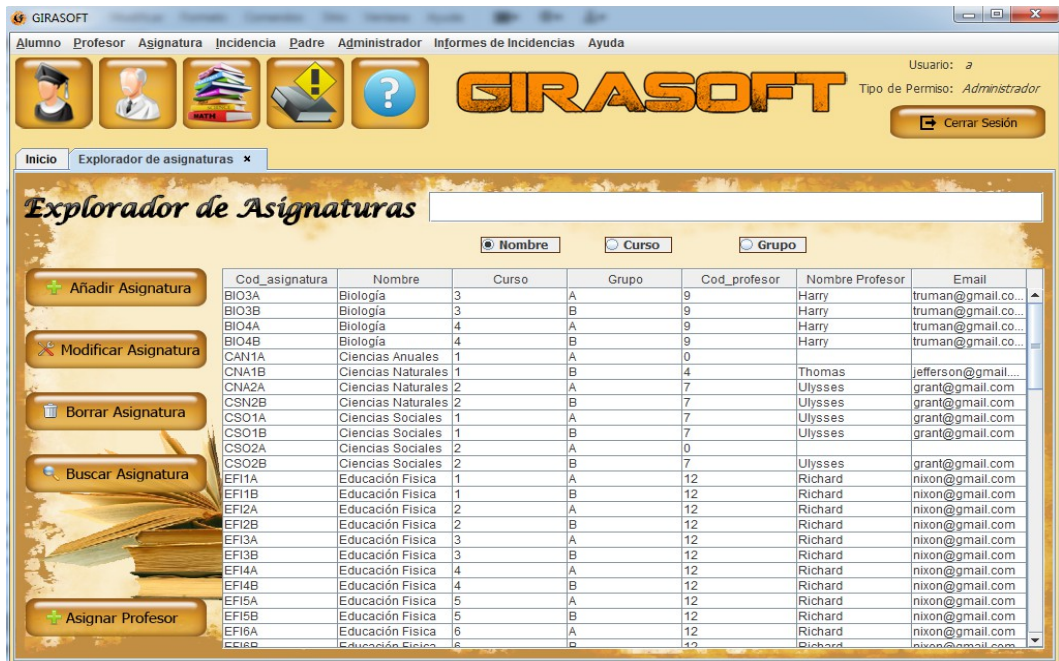 GIRASOFT
Alumno Profesor Asignatura Incidencia Padre Administrador Informes de Incidencias Ayuda
MATH
GIRASOFT
Usuario: a
Tipo de Permiso: Administrador
Cerrar Sesión
Inicio Explorador de asignaturas
Explorador de Asignaturas
Nombre Curso Grupo
Añadir Asignatura
Modificar Asignatura
Borrar Asignatura
Buscar Asignatura
Asignar Profesor
Cod_asignatura Nombre Curso Grupo Cod_profesor Nombre Profesor Email
BIO3A Biología 3 A 9 Harry truman@gmail.co...
BIO3B Biología 3 B 9 Harry truman@gmail.co...
BIO4A Biología 4 A 9 Harry truman@gmail.co...
BIO4B Biología 4 B 9 Harry truman@gmail.co...
CAN1A Ciencias Anuales 1 A 0
CNA1B Ciencias Naturales 1 B 4 Thomas jefferson@gmail....
CNA2A Ciencias Naturales 2 A 7 Ulysses grant@gmail.com
CSN2B Ciencias Naturales 2 B 7 Ulysses grant@gmail.com
CSO1A Ciencias Sociales 1 A 7 Ulysses grant@gmail.com
CSO1B Ciencias Sociales 1 B 7 Ulysses grant@gmail.com
CSO2A Ciencias Sociales 2 A 0
CSO2B Ciencias Sociales 2 B 7 Ulysses grant@gmail.com
EFI1A Educación Fisica 1 A 12 Richard nixon@gmail.com
EFI1B Educación Fisica 1 B 12 Richard nixon@gmail.com
EFI2A Educación Fisica 2 A 12 Richard nixon@gmail.com
EFI2B Educación Fisica 2 B 12 Richard nixon@gmail.com
EFI3A Educación Fisica 3 A 12 Richard nixon@gmail.com
EFI3B Educación Fisica 3 B 12 Richard nixon@gmail.com
EFI4A Educación Fisica 4 A 12 Richard nixon@gmail.com
EFI4B Educación Fisica 4 B 12 Richard nixon@gmail.com
EFI5A Educación Fisica 5 A 12 Richard nixon@gmail.com
EFI5B Educación Fisica 5 B 12 Richard nixon@gmail.com
EFI6A Educación Fisica 6 A 12 Richard nixon@gmail.com
EFI6B Educación Fisica 6 B 12 Richard nixon@gmail.com